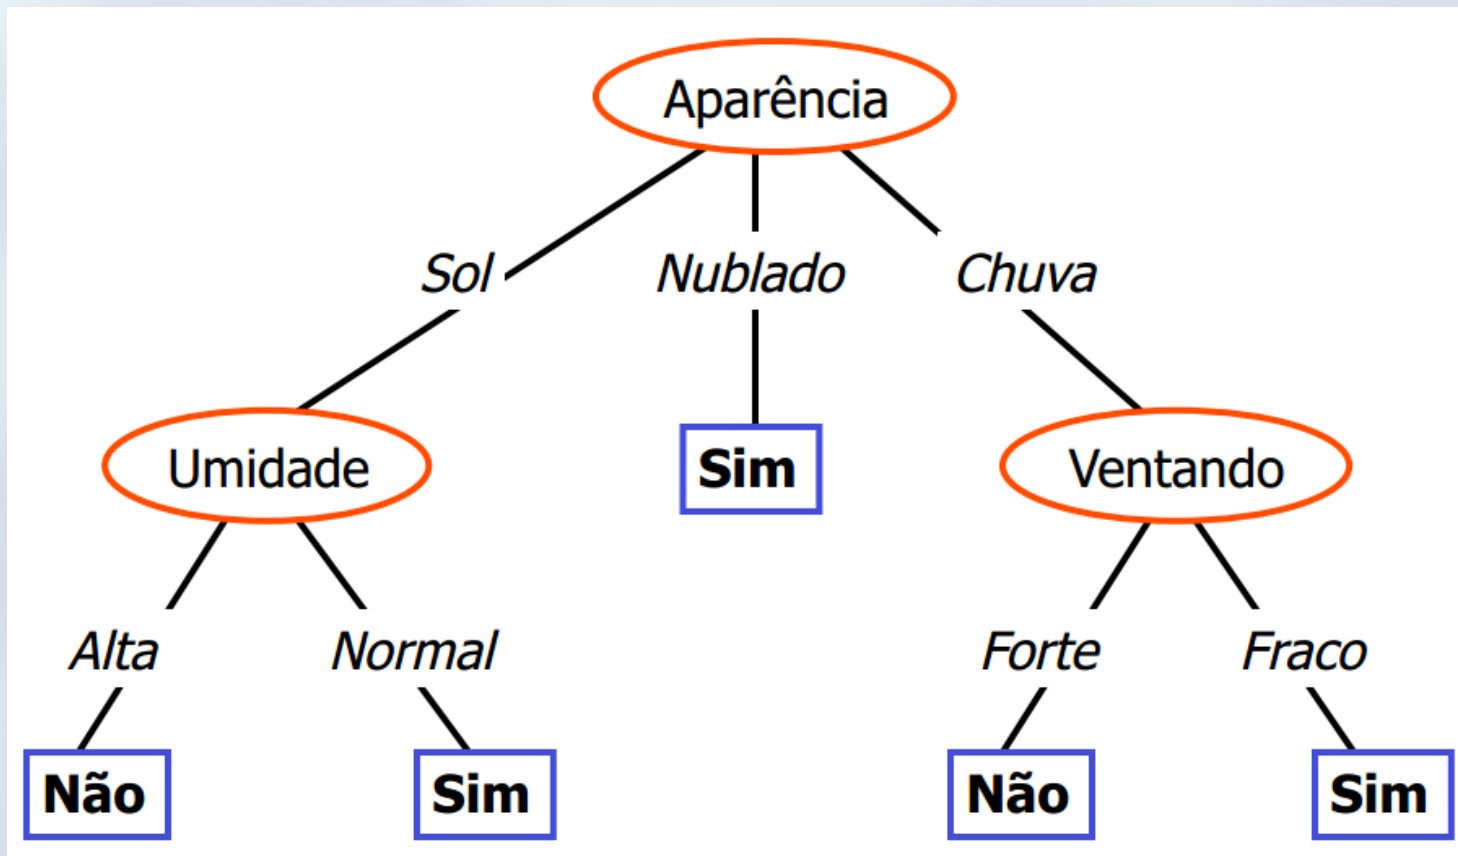 Aparência
Sol
Nublado
Chuva
Umidade
Sim
Ventando
Alta
Normal
Forte
Fraco
Não
Sim
Não
Sim